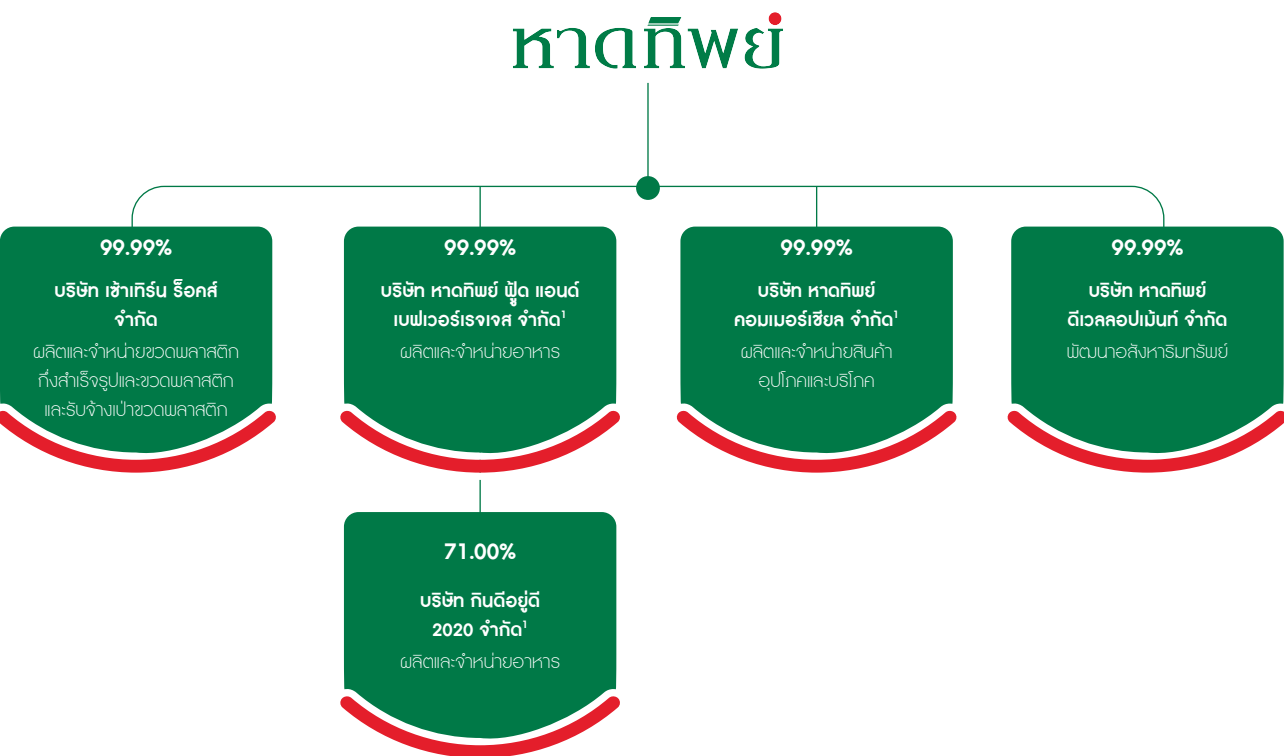 หาดทิพย์
99.99%
บริษัท เซ้าเทิร์น ร็อคส์
จำกัด
ผลิตและจำหน่ายขวดพลาสติก
กึ่งสำเร็จรูปและขวดพลาสติก
และรับจ้างเป่าขวดพลาสติก
99.99%
บริษัท หาดทิพย์ ฟู้ด แอนด์
เบฟเวอร์เรจเจส จำกัด¹
ผลิตและจำหน่ายอาหาร
99.99%
บริษัท หาดทิพย์
คอมเมอร์เชียล จำกัด¹
ผลิตและจำหน่ายสินค้า
อุปโภคและบริโภค
99.99%
บริษัท หาดทิพย์
ดีเวลลอปเม้นท์ จำกัด
พัฒนาอสังหาริมทรัพย์
71.00%
บริษัท กินดีอยู่ดี
2020 จำกัด¹
ผลิตและจำหน่ายอาหาร